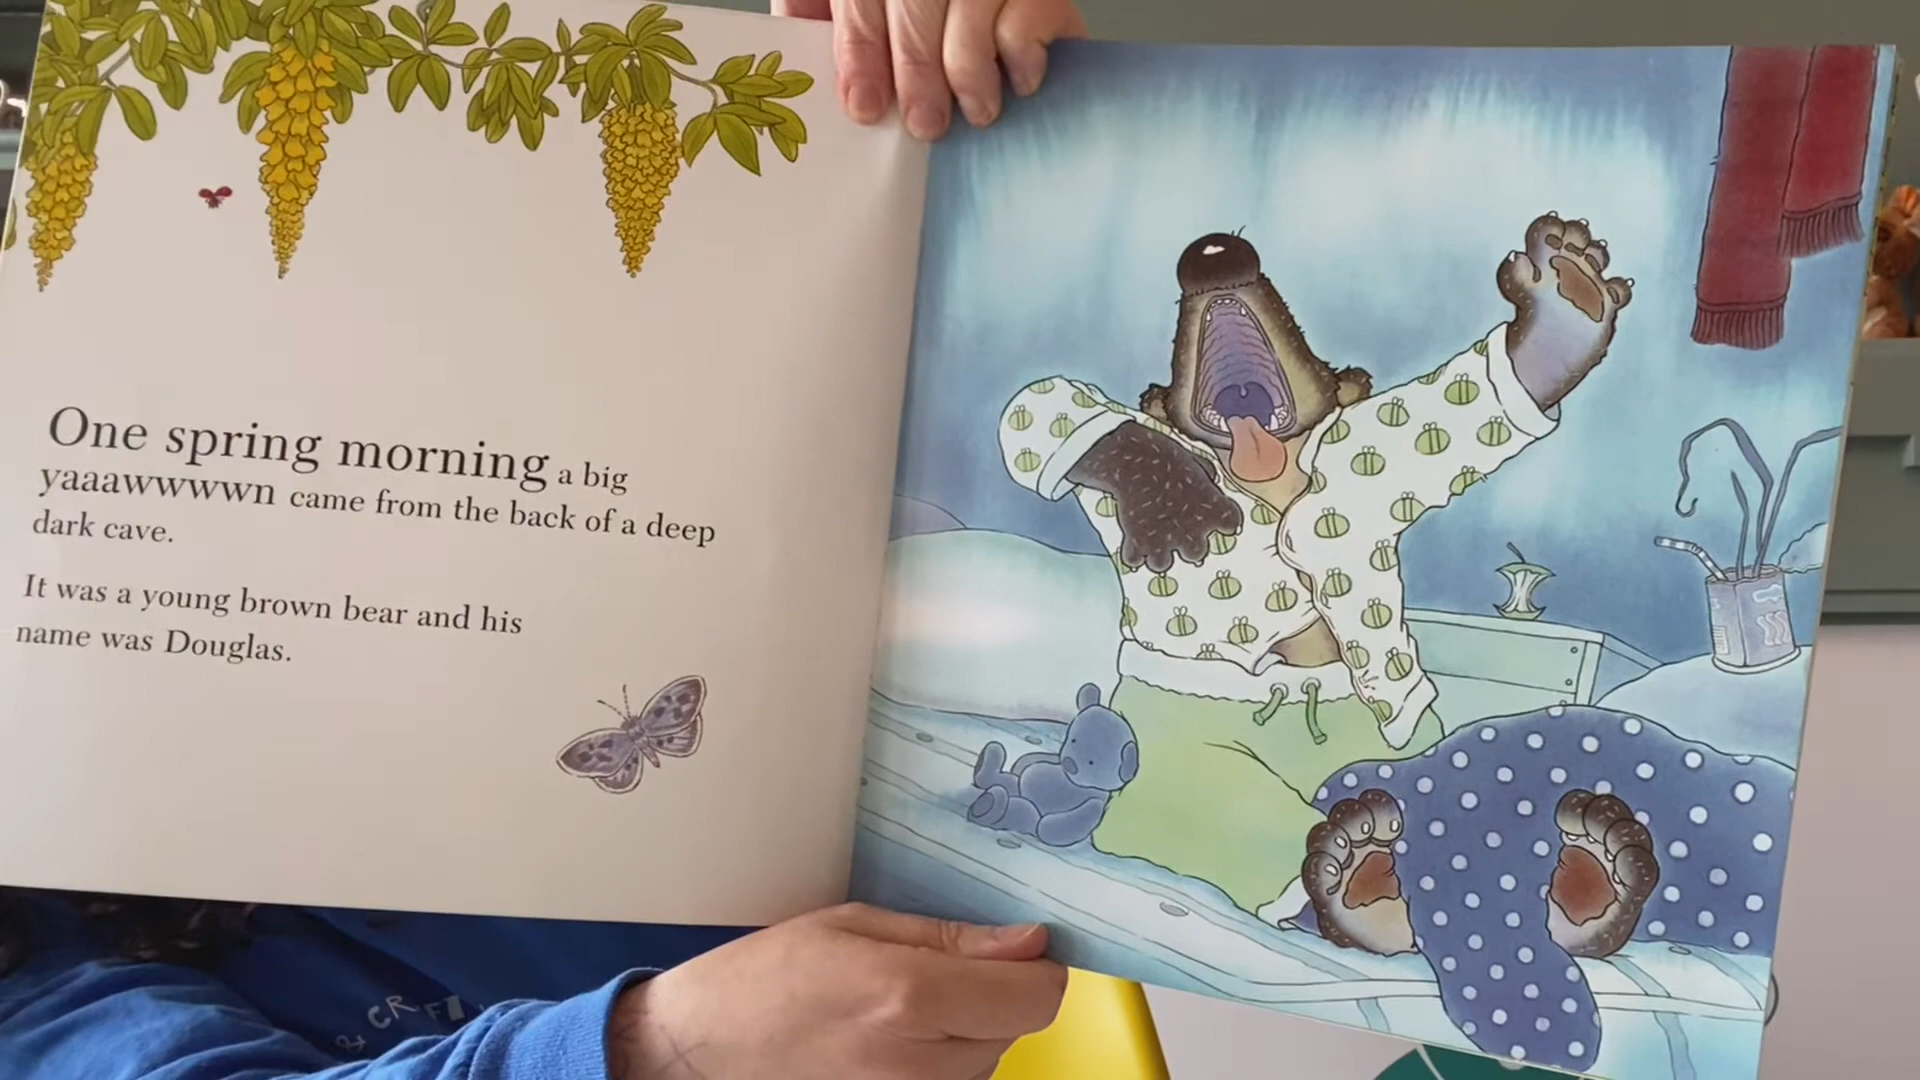 One spring morning a big
yaaawwwwn came from the back of a deep
dark cave.
It was a young brown bear and his
name was Douglas.